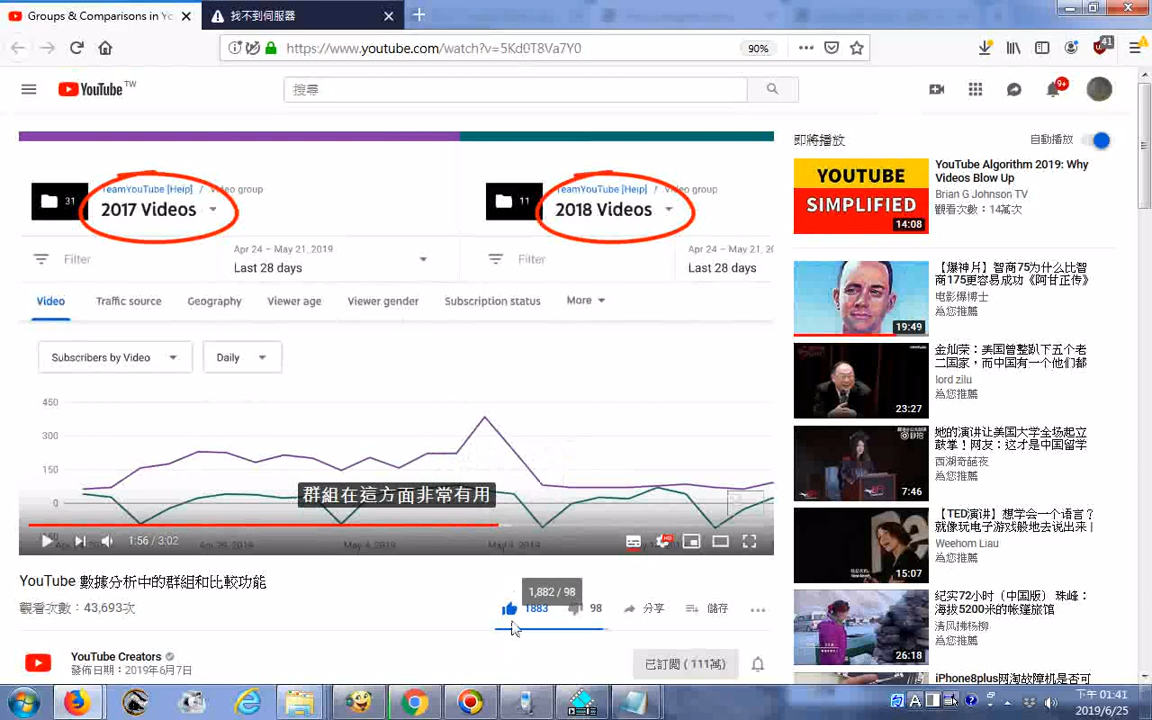 Groups & Comparisons in Yo
找不到伺服器
https://www.youtube.com/watch?v=5Kd0T8Va7Y0
90%
41
YouTube TW
搜尋
9+
31
TeamYouTube [Help] / Video group
2017 Videos
11
TeamYouTube [Help] / Video group
2018 Videos
Filter
Apr 24 – May 21, 2019
Last 28 days
Filter
Apr 24 – May 21, 20
Last 28 days
Video
Traffic source
Geography
Viewer age
Viewer gender
Subscription status
More
Subscribers by Video
Daily
450
300
150
0
群組在這方面非常有用
1:56 / 3:02
YouTube 數據分析中的群組和比較功能
觀看次數：43,693次
1,882 / 98
1883
98
分享
儲存
YouTube Creators
發佈日期：2019年6月7日
已訂閱 (111萬)
即將播放
自動播放
YOUTUBE
SIMPLIFIED
14:08
YouTube Algorithm 2019: Why
Videos Blow Up
Brian G Johnson TV
觀看次數：14萬次
19:49
【爆神片】智商75为什么比智
商175更容易成功《阿甘正传》
电影爆博士
為您推薦
23:27
金灿荣：美国曾整趴下五个老
二国家，而中国有一个他们都
lord zilu
為您推薦
7:46
她的演讲让美国大学全场起立
鼓掌！网友：这才是中国留学
為您推薦
15:07
【TED演讲】想学会一个语言？
就像玩电子游戏般地去说出来｜
Weehom Liau
為您推薦
26:18
纪实72小时（中国版） 珠峰：
海拔5200米的帐篷旅馆
清风拂杨柳
為您推薦
iPhone8plus网淘故障机是否可
下午 01:41
2019/6/25